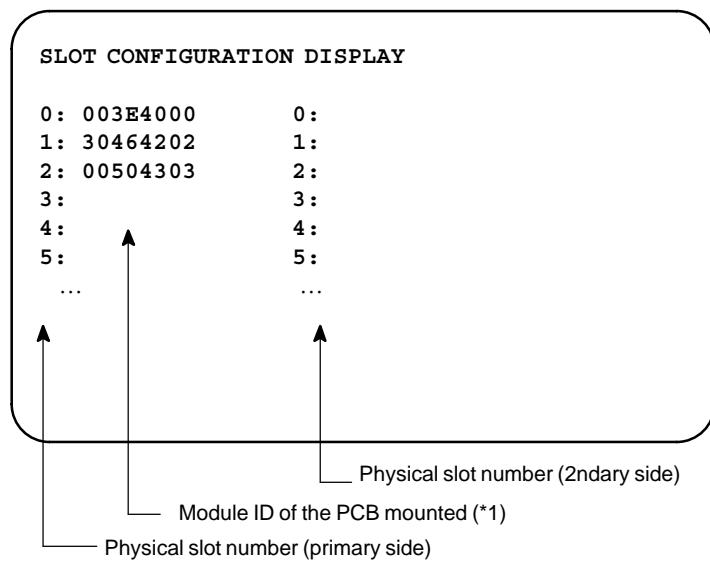 SLOT CONFIGURATION DISPLAY
0: 003E4000 0:
1: 30464202 1:
2: 00504303 2:
3: 3:
4: 4:
5: 5:
... ...
Physical slot number (2ndary side)
Module ID of the PCB mounted (*1)
Physical slot number (primary side)